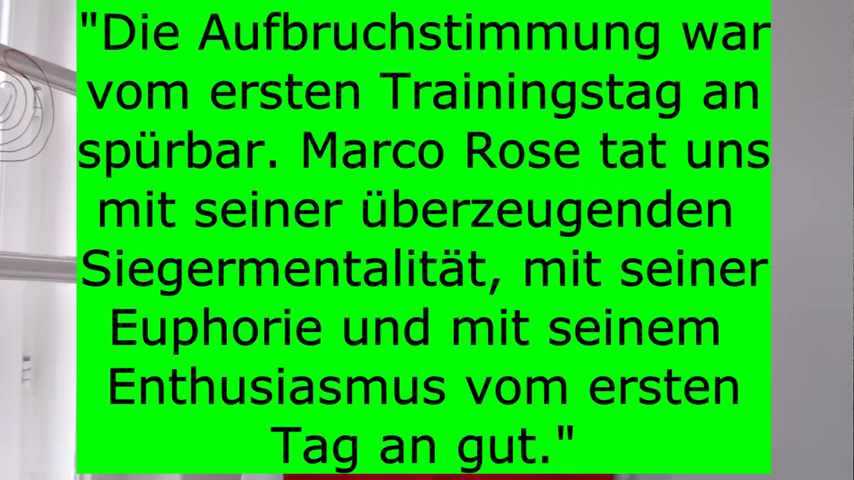 "Die Aufbruchstimmung war
vom ersten Trainingstag an
spürbar. Marco Rose tat uns
mit seiner überzeugenden
Siegermentalität, mit seiner
Euphorie und mit seinem
Enthusiasmus vom ersten
Tag an gut."